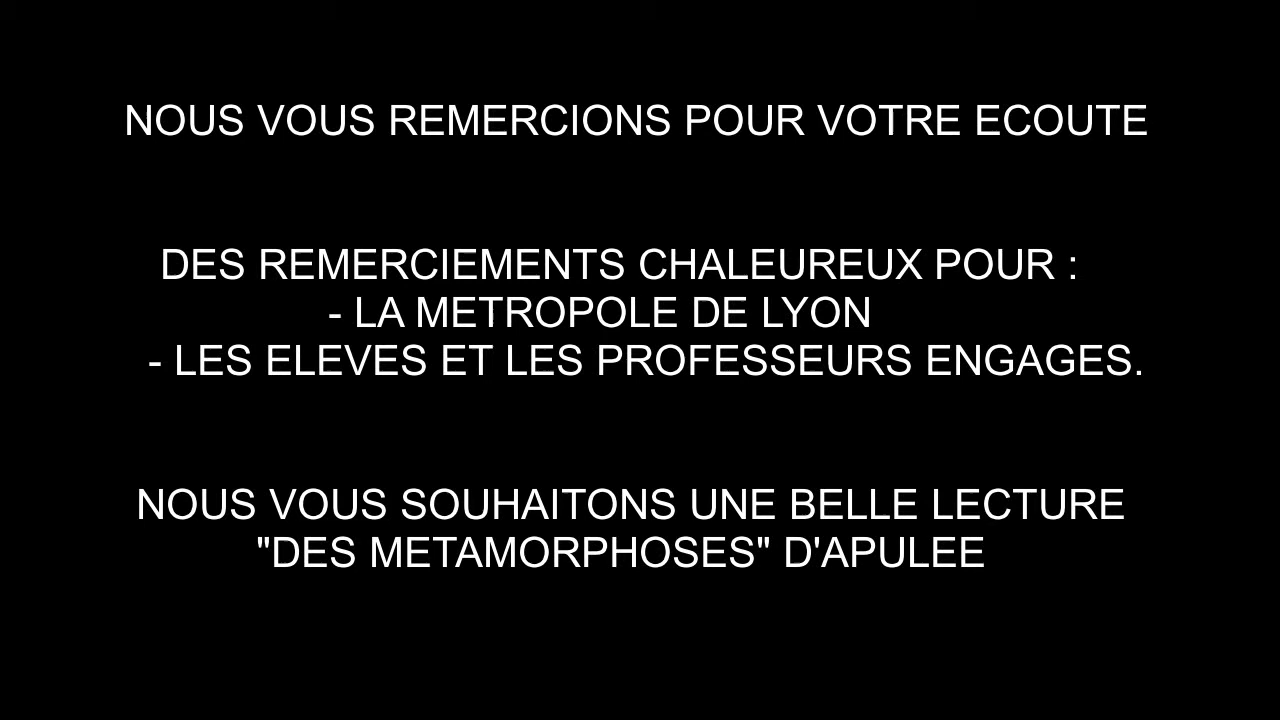 NOUS VOUS REMERCIONS POUR VOTRE ECOUTE
DES REMERCIEMENTS CHALEUREUX POUR :
- LA METROPOLE DE LYON
- LES ELEVES ET LES PROFESSEURS ENGAGES.
NOUS VOUS SOUHAITONS UNE BELLE LECTURE
"DES METAMORPHOSES" D'APULEE